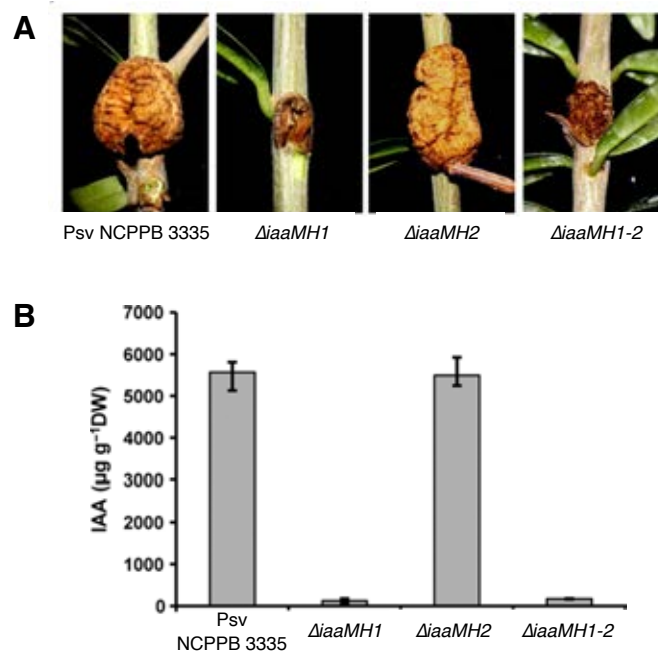 A
Psv NCPPB 3335
ΔiaaMH1
ΔiaaMH2
ΔiaaMH1-2
B
IAA (µg g⁻¹DW)
7000
6000
5000
4000
3000
2000
1000
0
Psv
NCPPB 3335
ΔiaaMH1
ΔiaaMH2
ΔiaaMH1-2